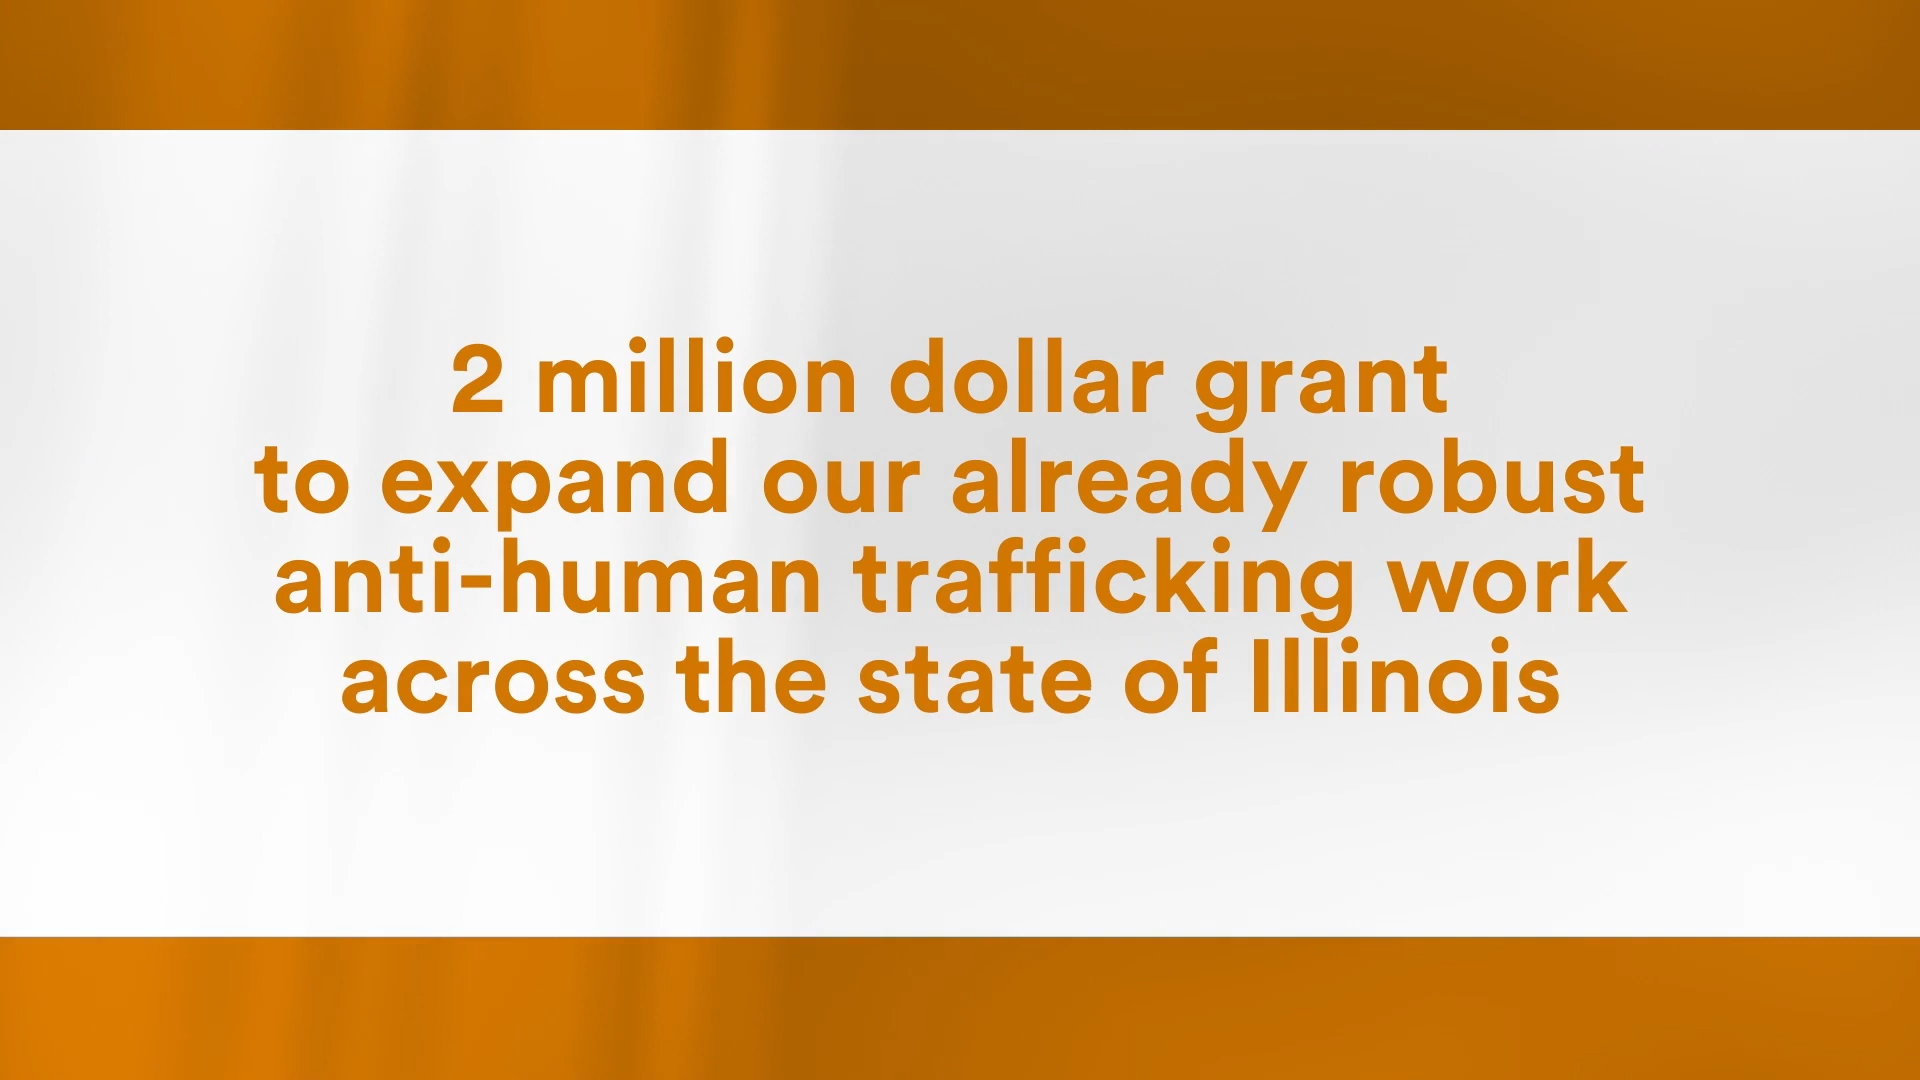 2 million dollar grant
to expand our already robust
anti-human trafficking work
across the state of Illinois